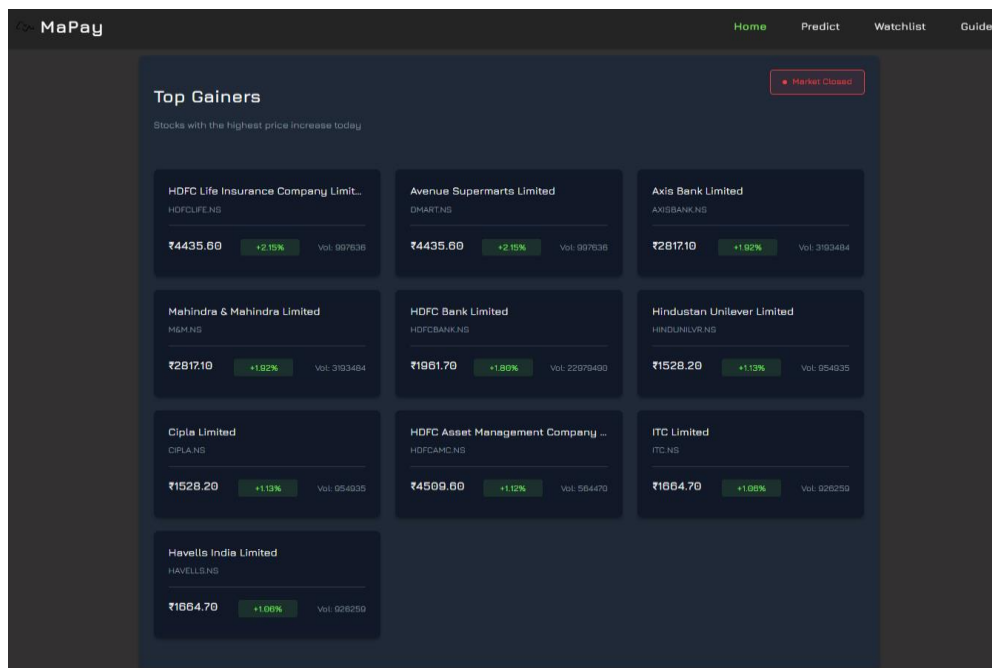 MaPay
Home Predict Watchlist Guide
Market Closed
Top Gainers
Stocks with the highest price increase today
HDFC Life Insurance Company Limit...
HDFCLIFE.NS
₹4435.60 +2.15% Vol: 997636
Avenue Supermarts Limited
DMART.NS
₹4435.60 +2.15% Vol: 997636
Axis Bank Limited
AXISBANK.NS
₹2817.10 +1.92% Vol: 3193484
Mahindra & Mahindra Limited
M&M.NS
₹2817.10 +1.92% Vol: 3193484
HDFC Bank Limited
HDFCBANK.NS
₹1961.70 +1.80% Vol: 22979490
Hindustan Unilever Limited
HINDUNILVR.NS
₹1528.20 +1.13% Vol: 954935
Cipla Limited
CIPLA.NS
₹1528.20 +1.13% Vol: 954935
HDFC Asset Management Company ...
HDFCAMC.NS
₹4509.60 +1.12% Vol: 564470
ITC Limited
ITC.NS
₹1664.70 +1.06% Vol: 926259
Havells India Limited
HAVELLS.NS
₹1664.70 +1.06% Vol: 926259